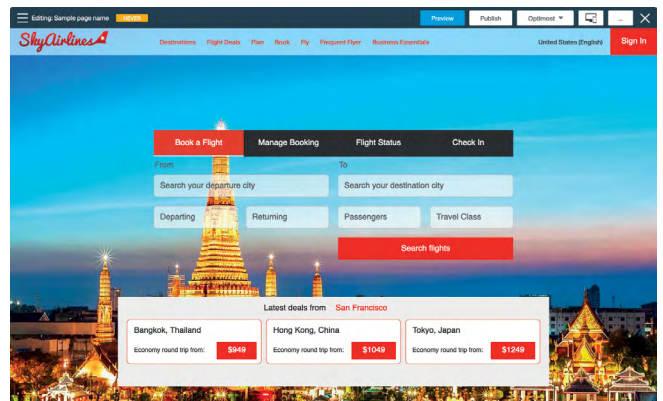 Editing: Sample page name NEVER Preview Publish Optimost
SkyAirlines Destinations Flight Deals Plan Book Fly Frequent Flyer Business Essentials United States (English) Sign In
Book a Flight Manage Booking Flight Status Check In
From To
Search your departure city Search your destination city
Departing Returning Passengers Travel Class
Search flights
Latest deals from San Francisco
Bangkok, Thailand Hong Kong, China Tokyo, Japan
Economy round trip from: $949 Economy round trip from: $1049 Economy round trip from: $1249